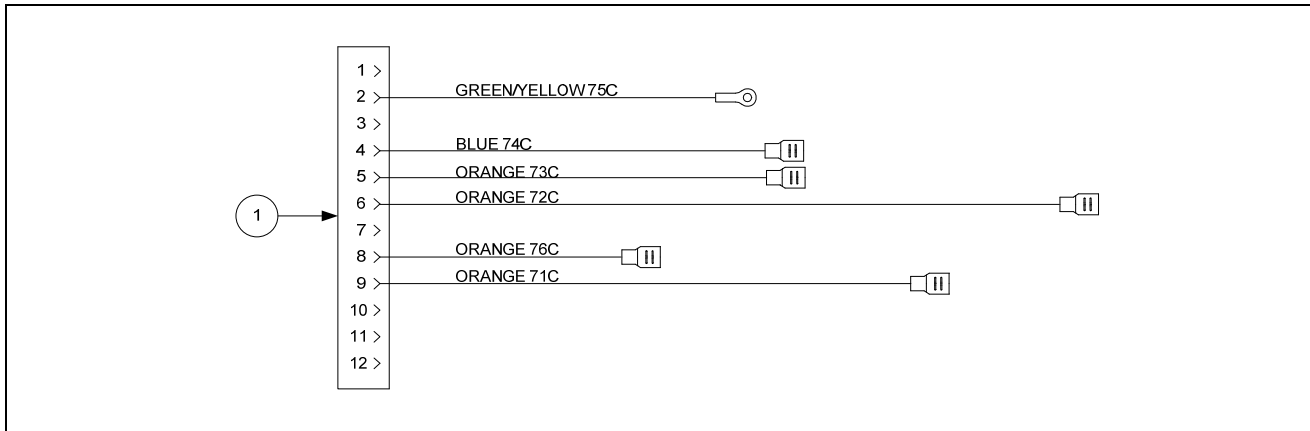 1
2 GREEN/YELLOW 75C
3
4 BLUE 74C
5 ORANGE 73C
6 ORANGE 72C
1
7
8 ORANGE 76C
9 ORANGE 71C
10
11
12